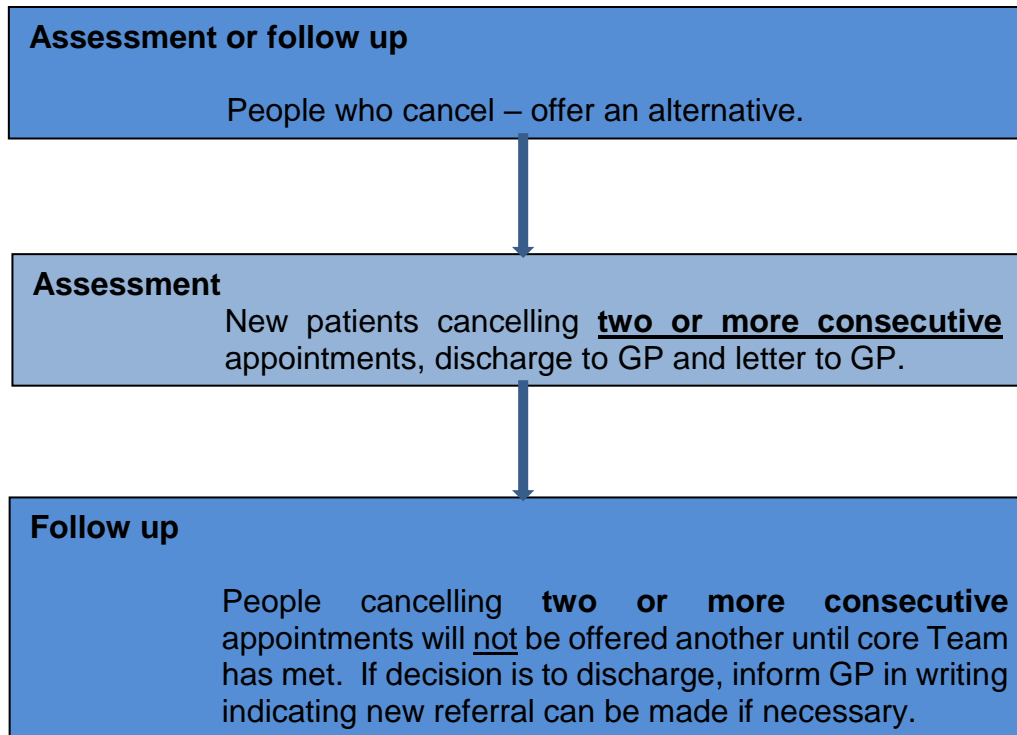 Assessment or follow up
People who cancel – offer an alternative.
Assessment
New patients cancelling two or more consecutive
appointments, discharge to GP and letter to GP.
Follow up
People cancelling two or more consecutive
appointments will not be offered another until core Team
has met.  If decision is to discharge, inform GP in writing
indicating new referral can be made if necessary.